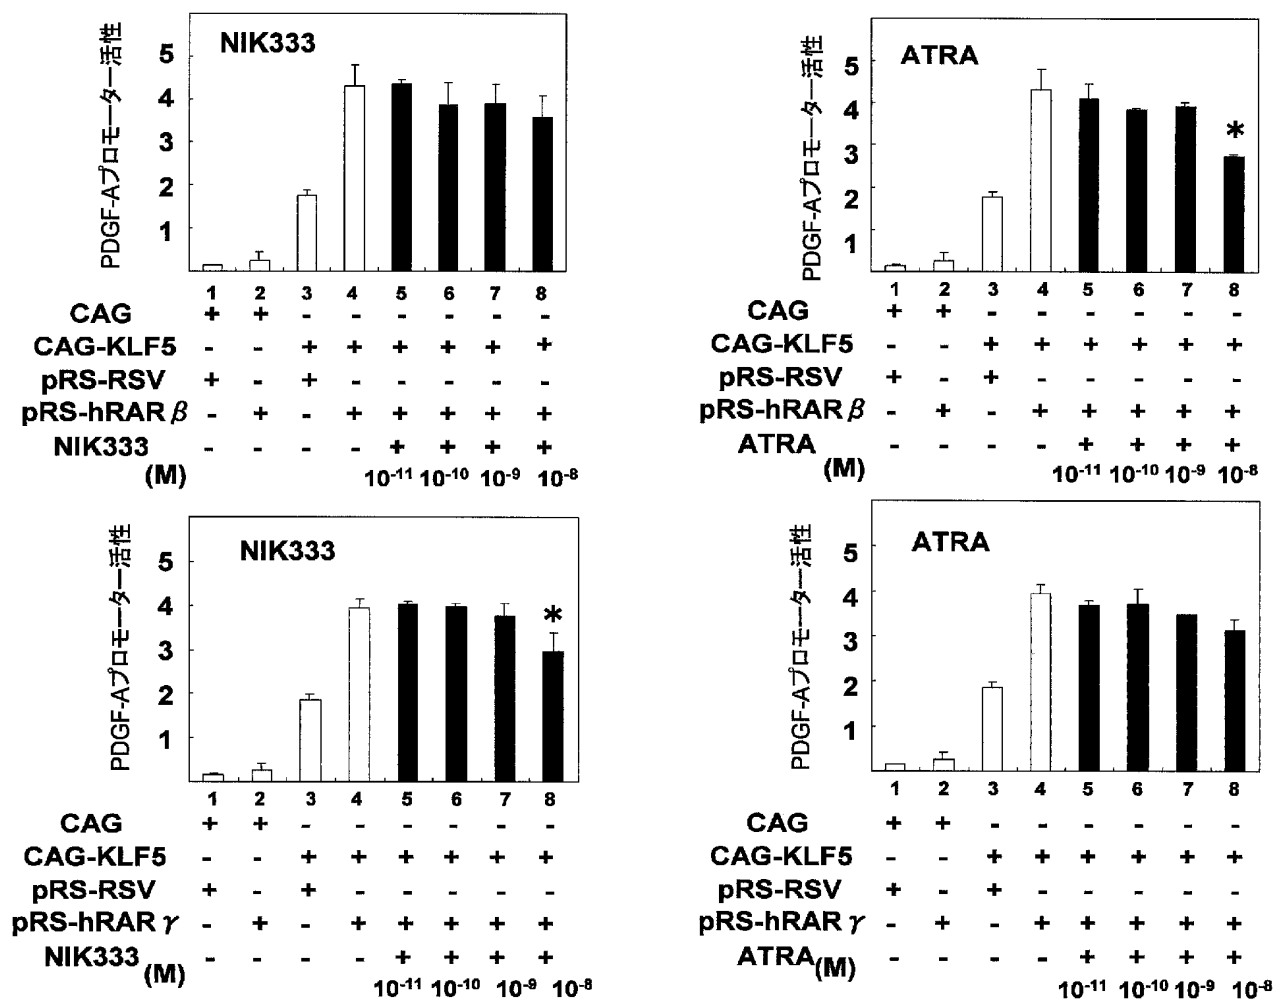 NIK333
PDGF-Aプロモーター活性
5
4
3
2
1
1 2 3 4 5 6 7 8
CAG + + - - - - - -
CAG-KLF5 - - + + + + + +
pRS-RSV + - + - - - - -
pRS-hRARβ - + - + + + + +
NIK333 - - - - + + + +
(M) 10-11 10-10 10-9 10-8
ATRA
PDGF-Aプロモーター活性
5
4
3
2
1
*
1 2 3 4 5 6 7 8
CAG + + - - - - - -
CAG-KLF5 - - + + + + + +
pRS-RSV + - + - - - - -
pRS-hRARβ - + - + + + + +
ATRA - - - - + + + +
(M) 10-11 10-10 10-9 10-8
NIK333
PDGF-Aプロモーター活性
5
4
3
2
1
*
1 2 3 4 5 6 7 8
CAG + + - - - - - -
CAG-KLF5 - - + + + + + +
pRS-RSV + - + - - - - -
pRS-hRARγ - + - + + + + +
NIK333 - - - - + + + +
(M) 10-11 10-10 10-9 10-8
ATRA
PDGF-Aプロモーター活性
5
4
3
2
1
1 2 3 4 5 6 7 8
CAG + + - - - - - -
CAG-KLF5 - - + + + + + +
pRS-RSV + - + - - - - -
pRS-hRARγ - + - + + + + +
ATRA - - - - + + + +
(M) 10-11 10-10 10-9 10-8